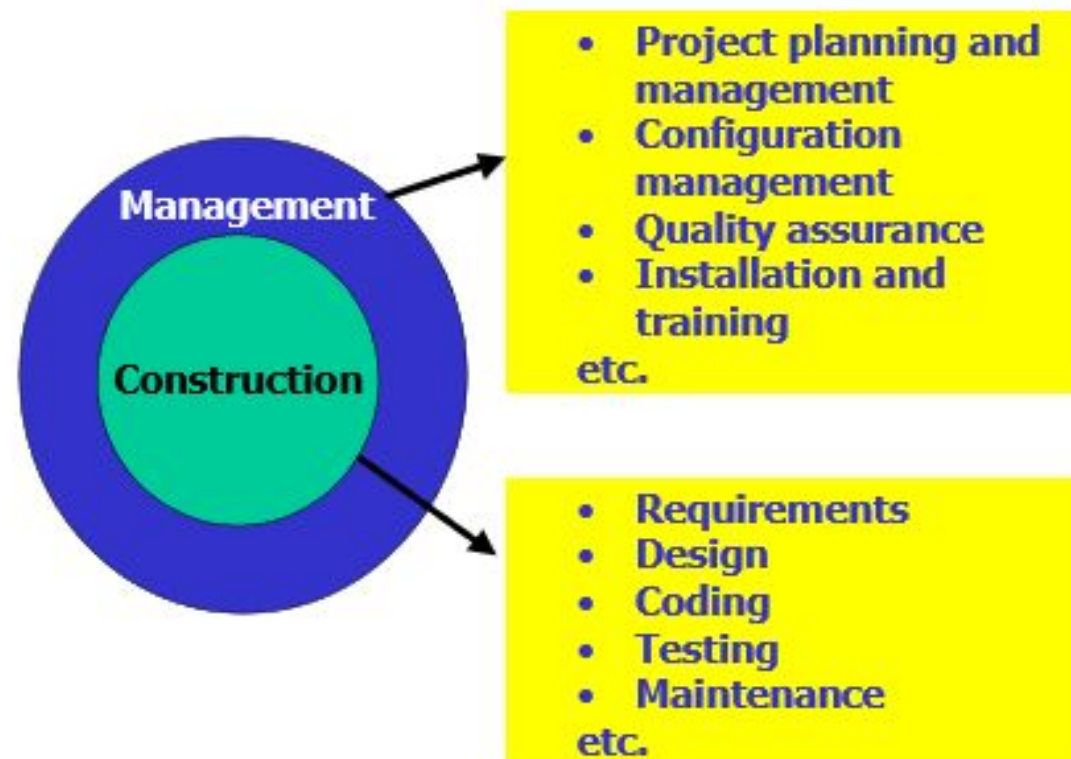 Management
Construction
• Project planning and
management
• Configuration
management
• Quality assurance
• Installation and
training
etc.
• Requirements
• Design
• Coding
• Testing
• Maintenance
etc.